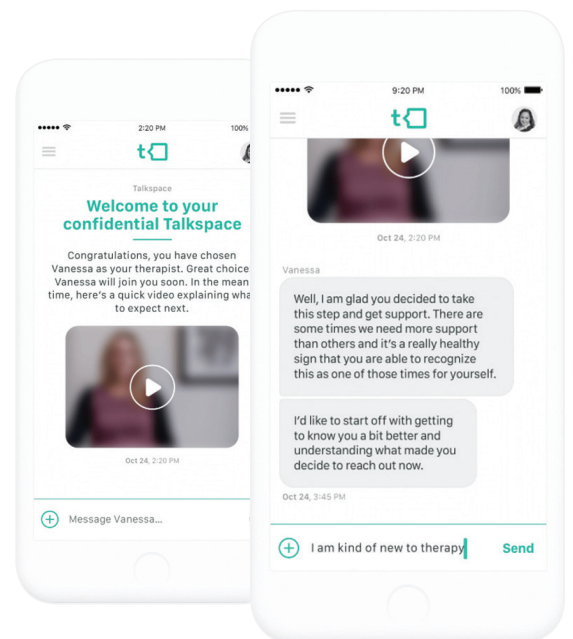 2:20 PM
100%
t
Talkspace
Welcome to your
confidential Talkspace
Congratulations, you have chosen
Vanessa as your therapist. Great choice
Vanessa will join you soon. In the mean
time, here's a quick video explaining wha
to expect next.
Oct 24, 2:20 PM
Message Vanessa...
9:20 PM
100%
t
Oct 24, 2:20 PM
Vanessa
Well, I am glad you decided to take
this step and get support. There are
some times we need more support
than others and it's a really healthy
sign that you are able to recognize
this as one of those times for yourself.
I'd like to start off with getting
to know you a bit better and
understanding what made you
decide to reach out now.
Oct 24, 3:45 PM
I am kind of new to therapy
Send